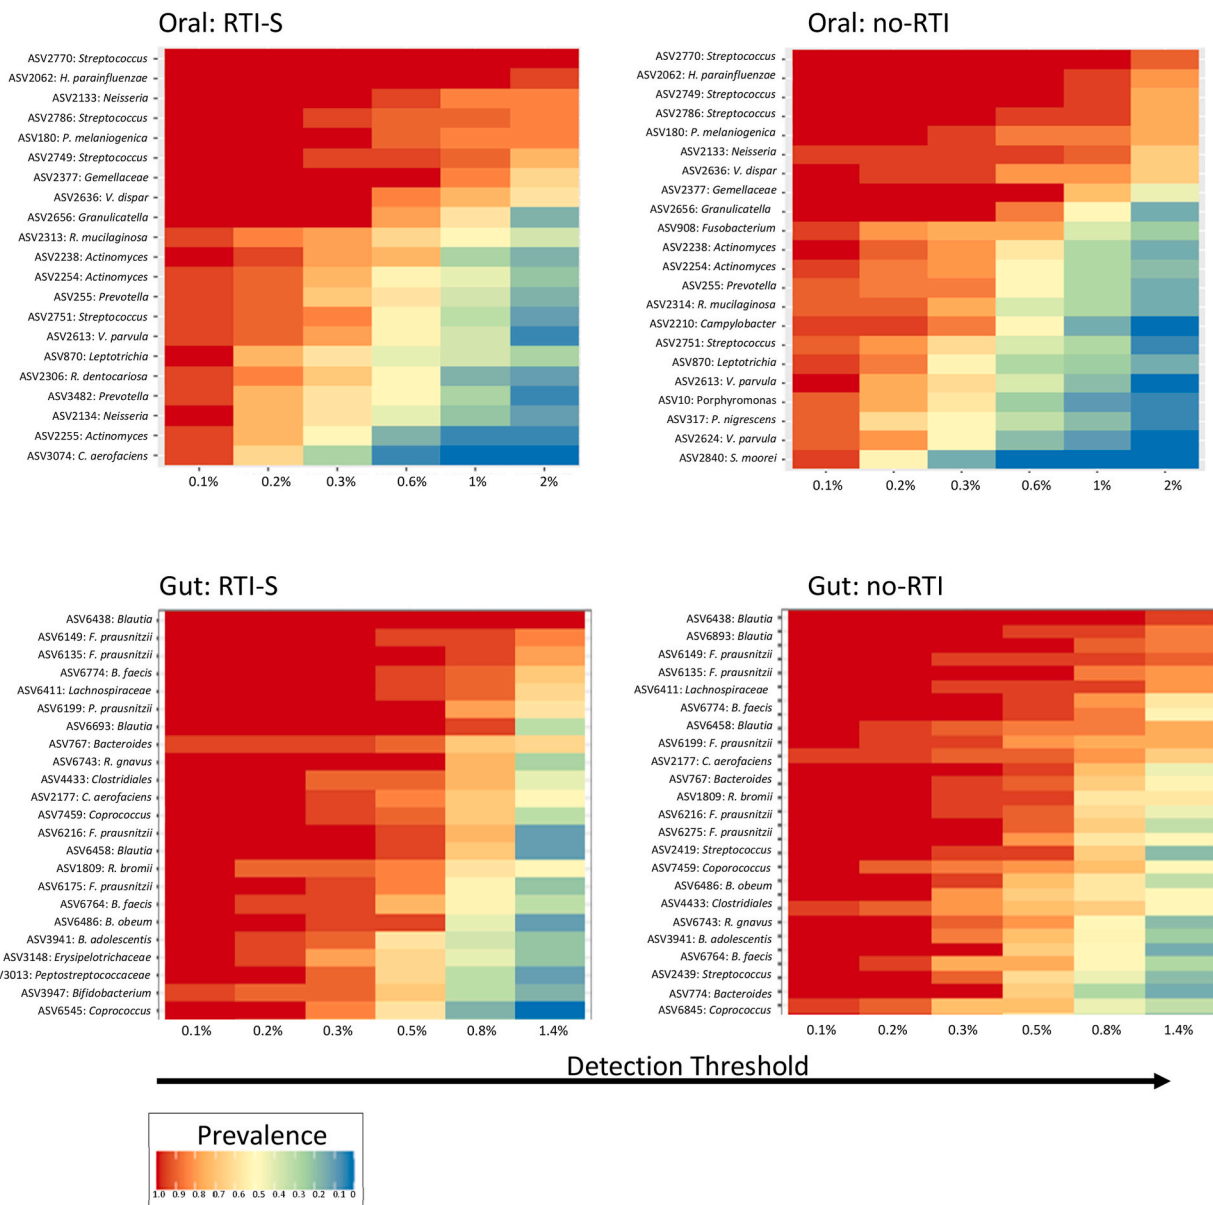 Oral: RTI-S
ASV2770: Streptococcus
ASV2062: H. parainfluenzae
ASV2133: Neisseria
ASV2786: Streptococcus
ASV180: P. melaniogenica
ASV2749: Streptococcus
ASV2377: Gemellaceae
ASV2636: V. dispar
ASV2656: Granulicatella
ASV2313: R. mucilaginosa
ASV2238: Actinomyces
ASV2254: Actinomyces
ASV255: Prevotella
ASV2751: Streptococcus
ASV2613: V. parvula
ASV870: Leptotrichia
ASV2306: R. dentocariosa
ASV3482: Prevotella
ASV2134: Neisseria
ASV2255: Actinomyces
ASV3074: C. aerofaciens
0.1% 0.2% 0.3% 0.6% 1% 2%
Oral: no-RTI
ASV2770: Streptococcus
ASV2062: H. parainfluenzae
ASV2749: Streptococcus
ASV2786: Streptococcus
ASV180: P. melaniogenica
ASV2133: Neisseria
ASV2636: V. dispar
ASV2377: Gemellaceae
ASV2656: Granulicatella
ASV908: Fusobacterium
ASV2238: Actinomyces
ASV2254: Actinomyces
ASV255: Prevotella
ASV2314: R. mucilaginosa
ASV2210: Campylobacter
ASV2751: Streptococcus
ASV870: Leptotrichia
ASV2613: V. parvula
ASV10: Porphyromonas
ASV317: P. nigrescens
ASV2624: V. parvula
ASV2840: S. moorei
0.1% 0.2% 0.3% 0.6% 1% 2%
Gut: RTI-S
ASV6438: Blautia
ASV6149: F. prausnitzii
ASV6135: F. prausnitzii
ASV6774: B. faecis
ASV6411: Lachnospiraceae
ASV6199: P. prausnitzii
ASV6693: Blautia
ASV767: Bacteroides
ASV6743: R. gnavus
ASV4433: Clostridiales
ASV2177: C. aerofaciens
ASV7459: Coprococcus
ASV6216: F. prausnitzii
ASV6458: Blautia
ASV1809: R. bromii
ASV6175: F. prausnitzii
ASV6764: B. faecis
ASV6486: B. obeum
ASV3941: B. adolescentis
ASV3148: Erysipelotrichaceae
/3013: Peptostreptococcaceae
ASV3947: Bifidobacterium
ASV6545: Coprococcus
0.1% 0.2% 0.3% 0.5% 0.8% 1.4%
Gut: no-RTI
ASV6438: Blautia
ASV6893: Blautia
ASV6149: F. prausnitzii
ASV6135: F. prausnitzii
ASV6411: Lachnospiraceae
ASV6774: B. faecis
ASV6458: Blautia
ASV6199: F. prausnitzii
ASV2177: C. aerofaciens
ASV767: Bacteroides
ASV1809: R. bromii
ASV6216: F. prausnitzii
ASV6275: F. prausnitzii
ASV2419: Streptococcus
ASV7459: Coporococcus
ASV6486: B. obeum
ASV4433: Clostridiales
ASV6743: R. gnavus
ASV3941: B. adolescentis
ASV6764: B. faecis
ASV2439: Streptococcus
ASV774: Bacteroides
ASV6845: Coprococcus
0.1% 0.2% 0.3% 0.5% 0.8% 1.4%
Detection Threshold
Prevalence
1.0 0.9 0.8 0.7 0.6 0.5 0.4 0.3 0.2 0.1 0